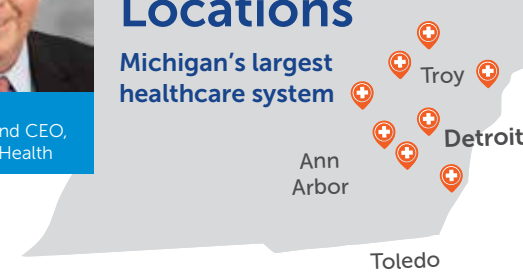 Locations
Michigan's largest
healthcare system
Troy
nd CEO,
Health
Detroit
Ann
Arbor
Toledo